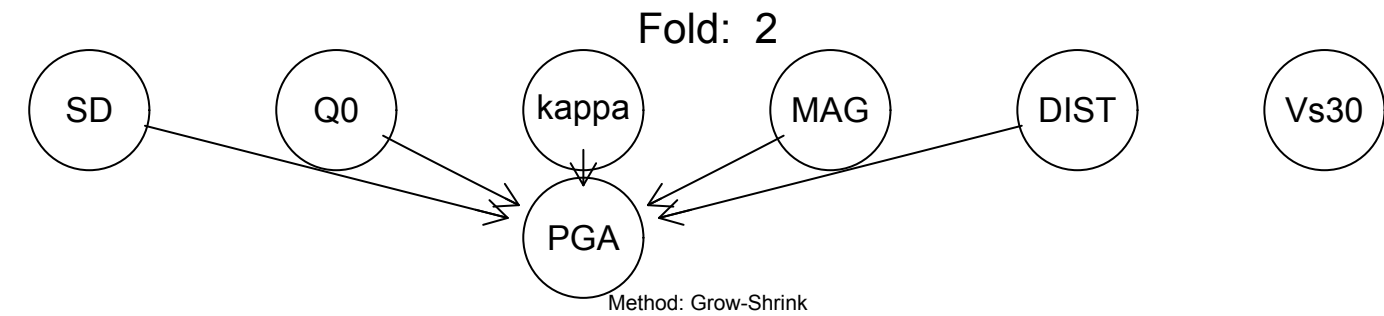 Fold: 2
SD Q0 kappa MAG DIST Vs30
PGA
Method: Grow-Shrink